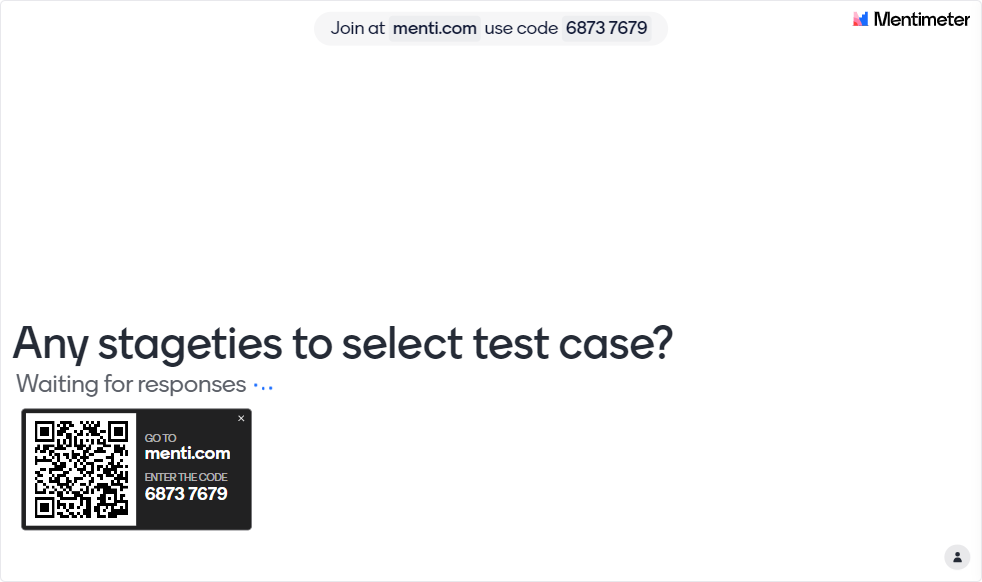 Join at menti.com use code 6873 7679
Mentimeter
Any stageties to select test case?
Waiting for responses
GO TO
menti.com
ENTER THE CODE
6873 7679